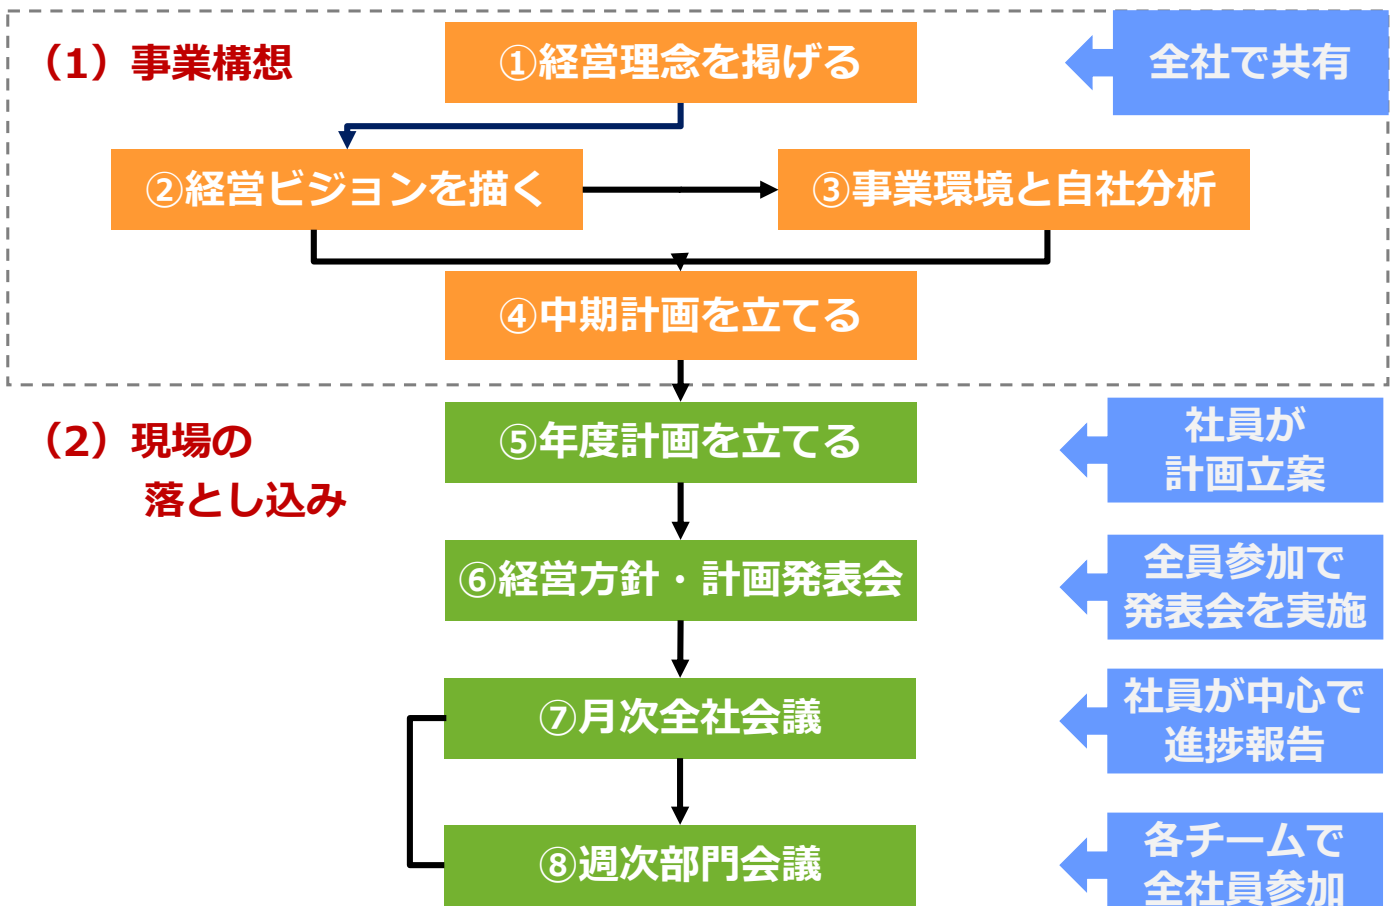 （1）事業構想
①経営理念を掲げる
全社で共有
②経営ビジョンを描く
③事業環境と自社分析
④中期計画を立てる
（2）現場の
落とし込み
⑤年度計画を立てる
社員が
計画立案
⑥経営方針・計画発表会
全員参加で
発表会を実施
⑦月次全社会議
社員が中心で
進捗報告
⑧週次部門会議
各チームで
全社員参加